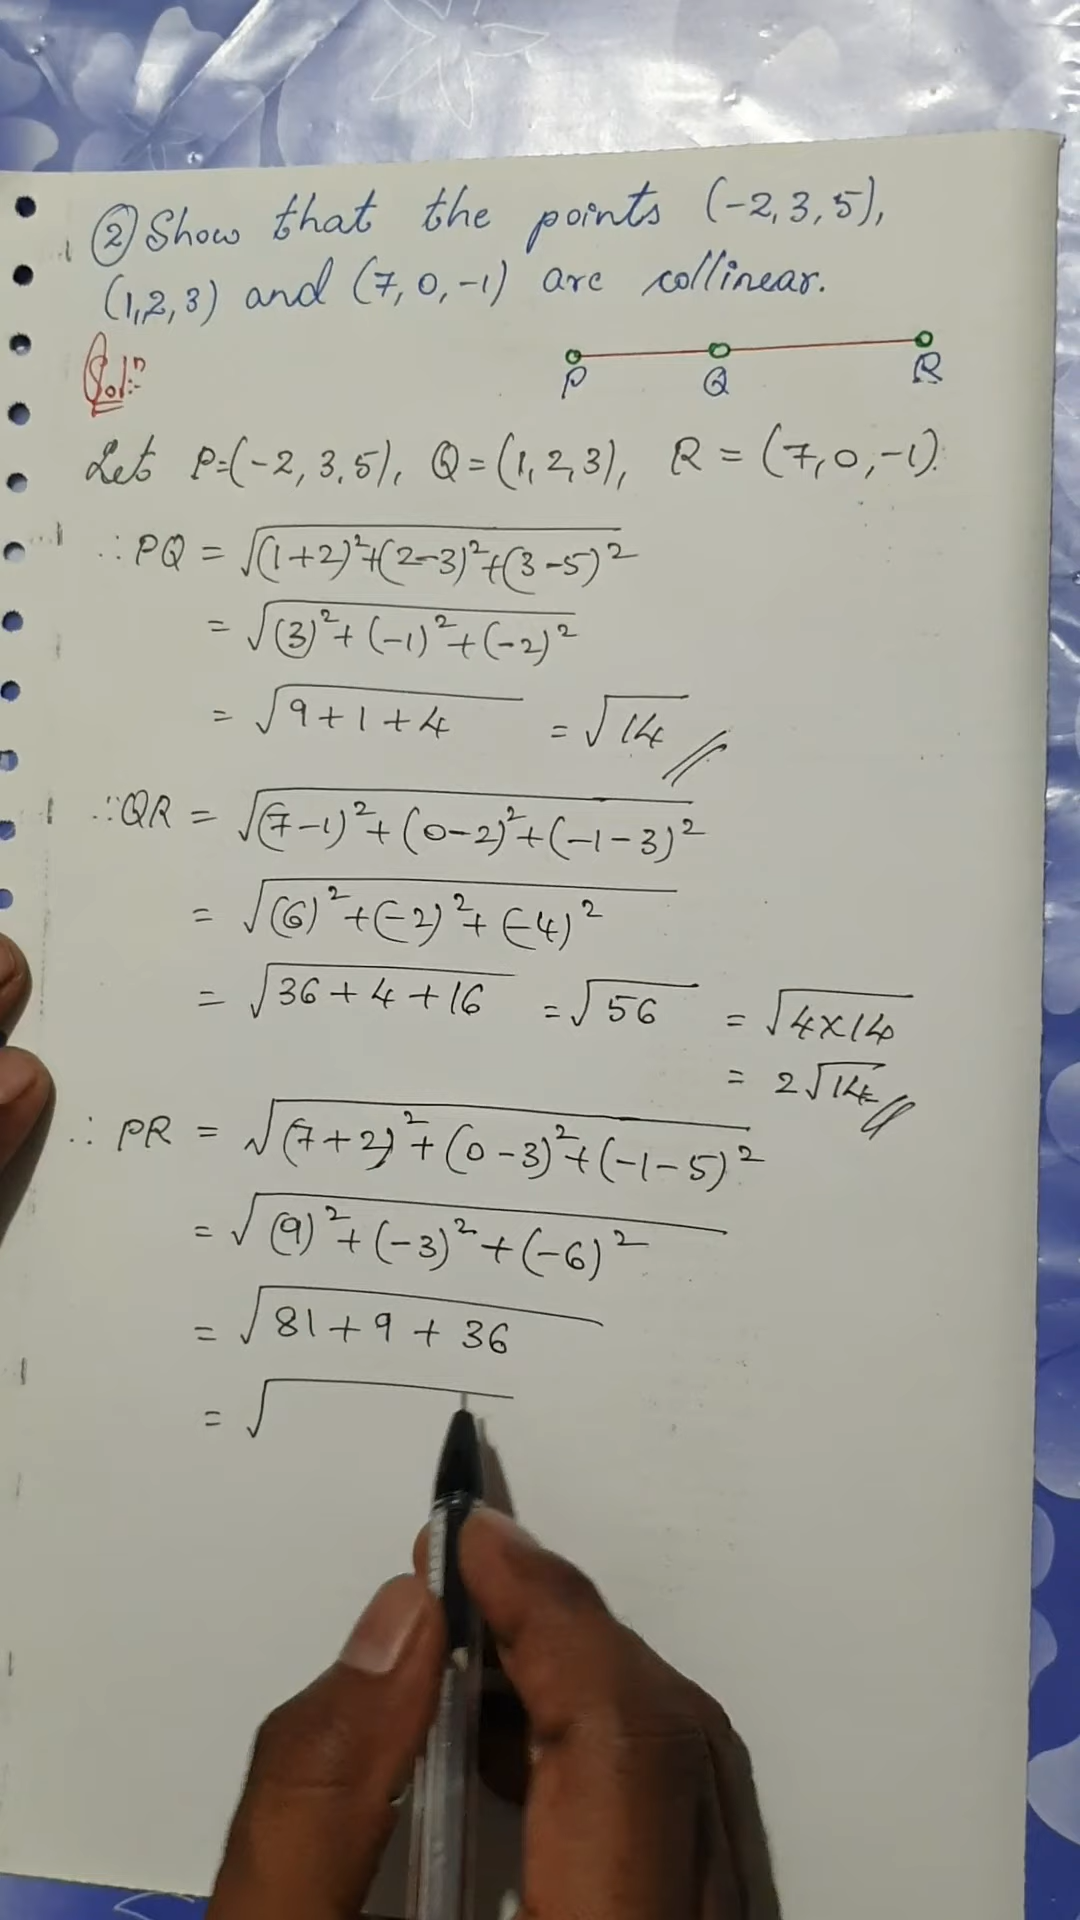 ② Show that the points (-2, 3, 5),
(1, 2, 3) and (7, 0, -1) are collinear.
Solⁿ:-
P Q R
Let P=(-2, 3, 5), Q=(1, 2, 3), R = (7, 0, -1).
∴ PQ = √(1+2)²+(2-3)²+(3-5)²
= √(3)²+(-1)²+(-2)²
= √9+1+4 = √14 //
∴ QR = √(7-1)²+(0-2)²+(-1-3)²
= √(6)²+(-2)²+(-4)²
= √36+4+16 = √56 = √4×14
= 2√14 //
∴ PR = √(7+2)²+(0-3)²+(-1-5)²
= √(9)²+(-3)²+(-6)²
= √81+9+36
= √